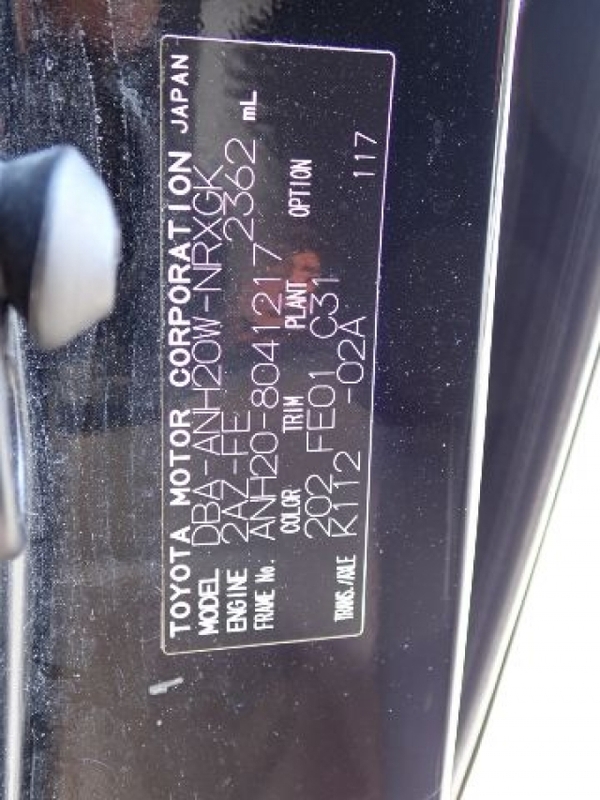 TOYOTA MOTOR CORPORATION JAPAN
MODEL DBA-ANH20W-NRXGK
ENGINE 2AZ-FE 2362 mL
FRAME No. ANH20-8041217
COLOR TRIM PLANT OPTION
202 FE01 C31
TRANS./AXLE K112 -02A 117